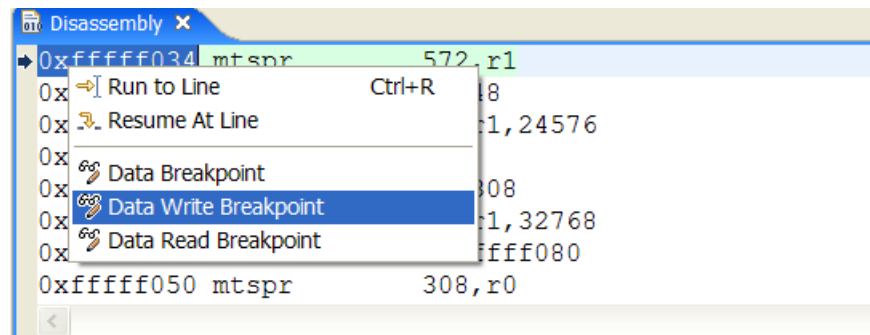 Disassembly
0xfffff034 mtspr 572,r1
0x 48
0x r1,24576
0x
0x 308
0x r1,32768
0x ffff080
0xfffff050 mtspr 308,r0
Run to Line Ctrl+R
Resume At Line
Data Breakpoint
Data Write Breakpoint
Data Read Breakpoint